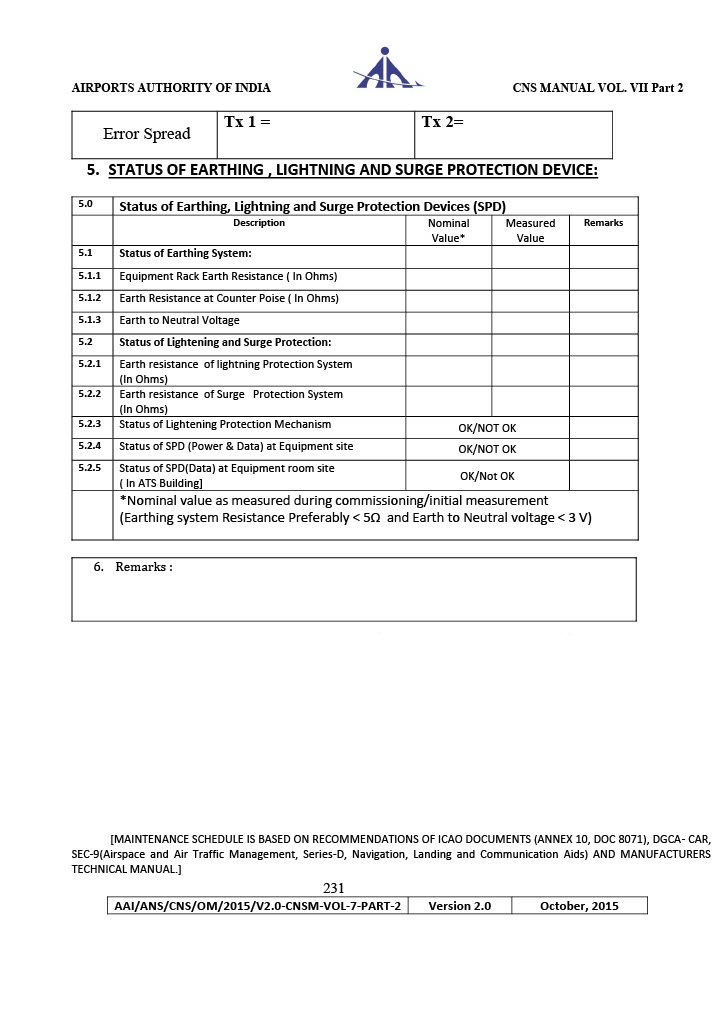 AIRPORTS AUTHORITY OF INDIA CNS MANUAL VOL. VII Part 2
Error Spread Tx 1 = Tx 2=
5. STATUS OF EARTHING , LIGHTNING AND SURGE PROTECTION DEVICE:
5.0 Status of Earthing, Lightning and Surge Protection Devices (SPD)
Description Nominal Measured Remarks
Value* Value
5.1 Status of Earthing System:
5.1.1 Equipment Rack Earth Resistance ( In Ohms)
5.1.2 Earth Resistance at Counter Poise ( In Ohms)
5.1.3 Earth to Neutral Voltage
5.2 Status of Lightening and Surge Protection:
5.2.1 Earth resistance of lightning Protection System
(In Ohms)
5.2.2 Earth resistance of Surge Protection System
(In Ohms)
5.2.3 Status of Lightening Protection Mechanism OK/NOT OK
5.2.4 Status of SPD (Power & Data) at Equipment site OK/NOT OK
5.2.5 Status of SPD(Data) at Equipment room site OK/Not OK
( In ATS Building]
*Nominal value as measured during commissioning/initial measurement
(Earthing system Resistance Preferably < 5Ω and Earth to Neutral voltage < 3 V)
6. Remarks :
[MAINTENANCE SCHEDULE IS BASED ON RECOMMENDATIONS OF ICAO DOCUMENTS (ANNEX 10, DOC 8071), DGCA- CAR,
SEC-9(Airspace and Air Traffic Management, Series-D, Navigation, Landing and Communication Aids) AND MANUFACTURERS
TECHNICAL MANUAL.]
231
AAI/ANS/CNS/OM/2015/V2.0-CNSM-VOL-7-PART-2 Version 2.0 October, 2015